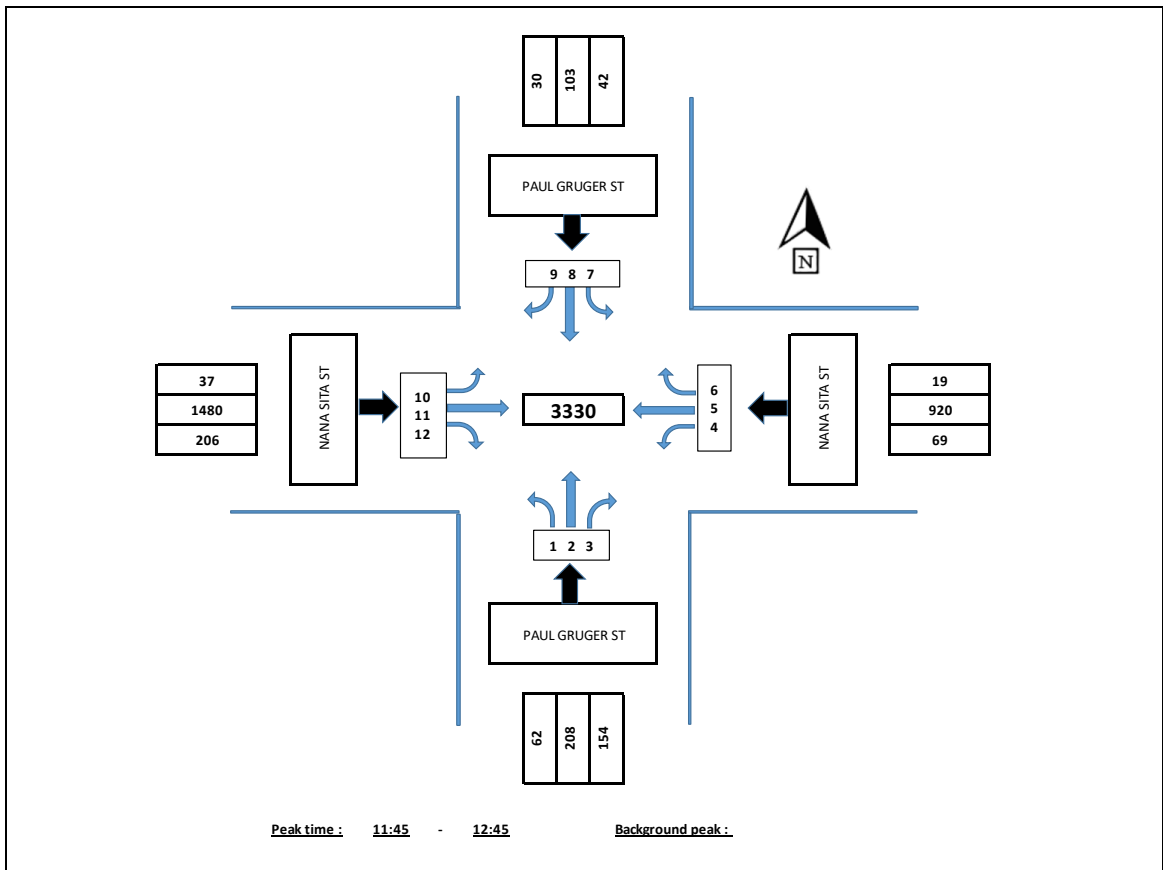 30 103 42
PAUL GRUGER ST
N
9 8 7
37
1480
206
NANA SITA ST
10
11
12
3330
6
5
4
NANA SITA ST
19
920
69
1 2 3
PAUL GRUGER ST
62 208 154
Peak time : 11:45 - 12:45 Background peak :